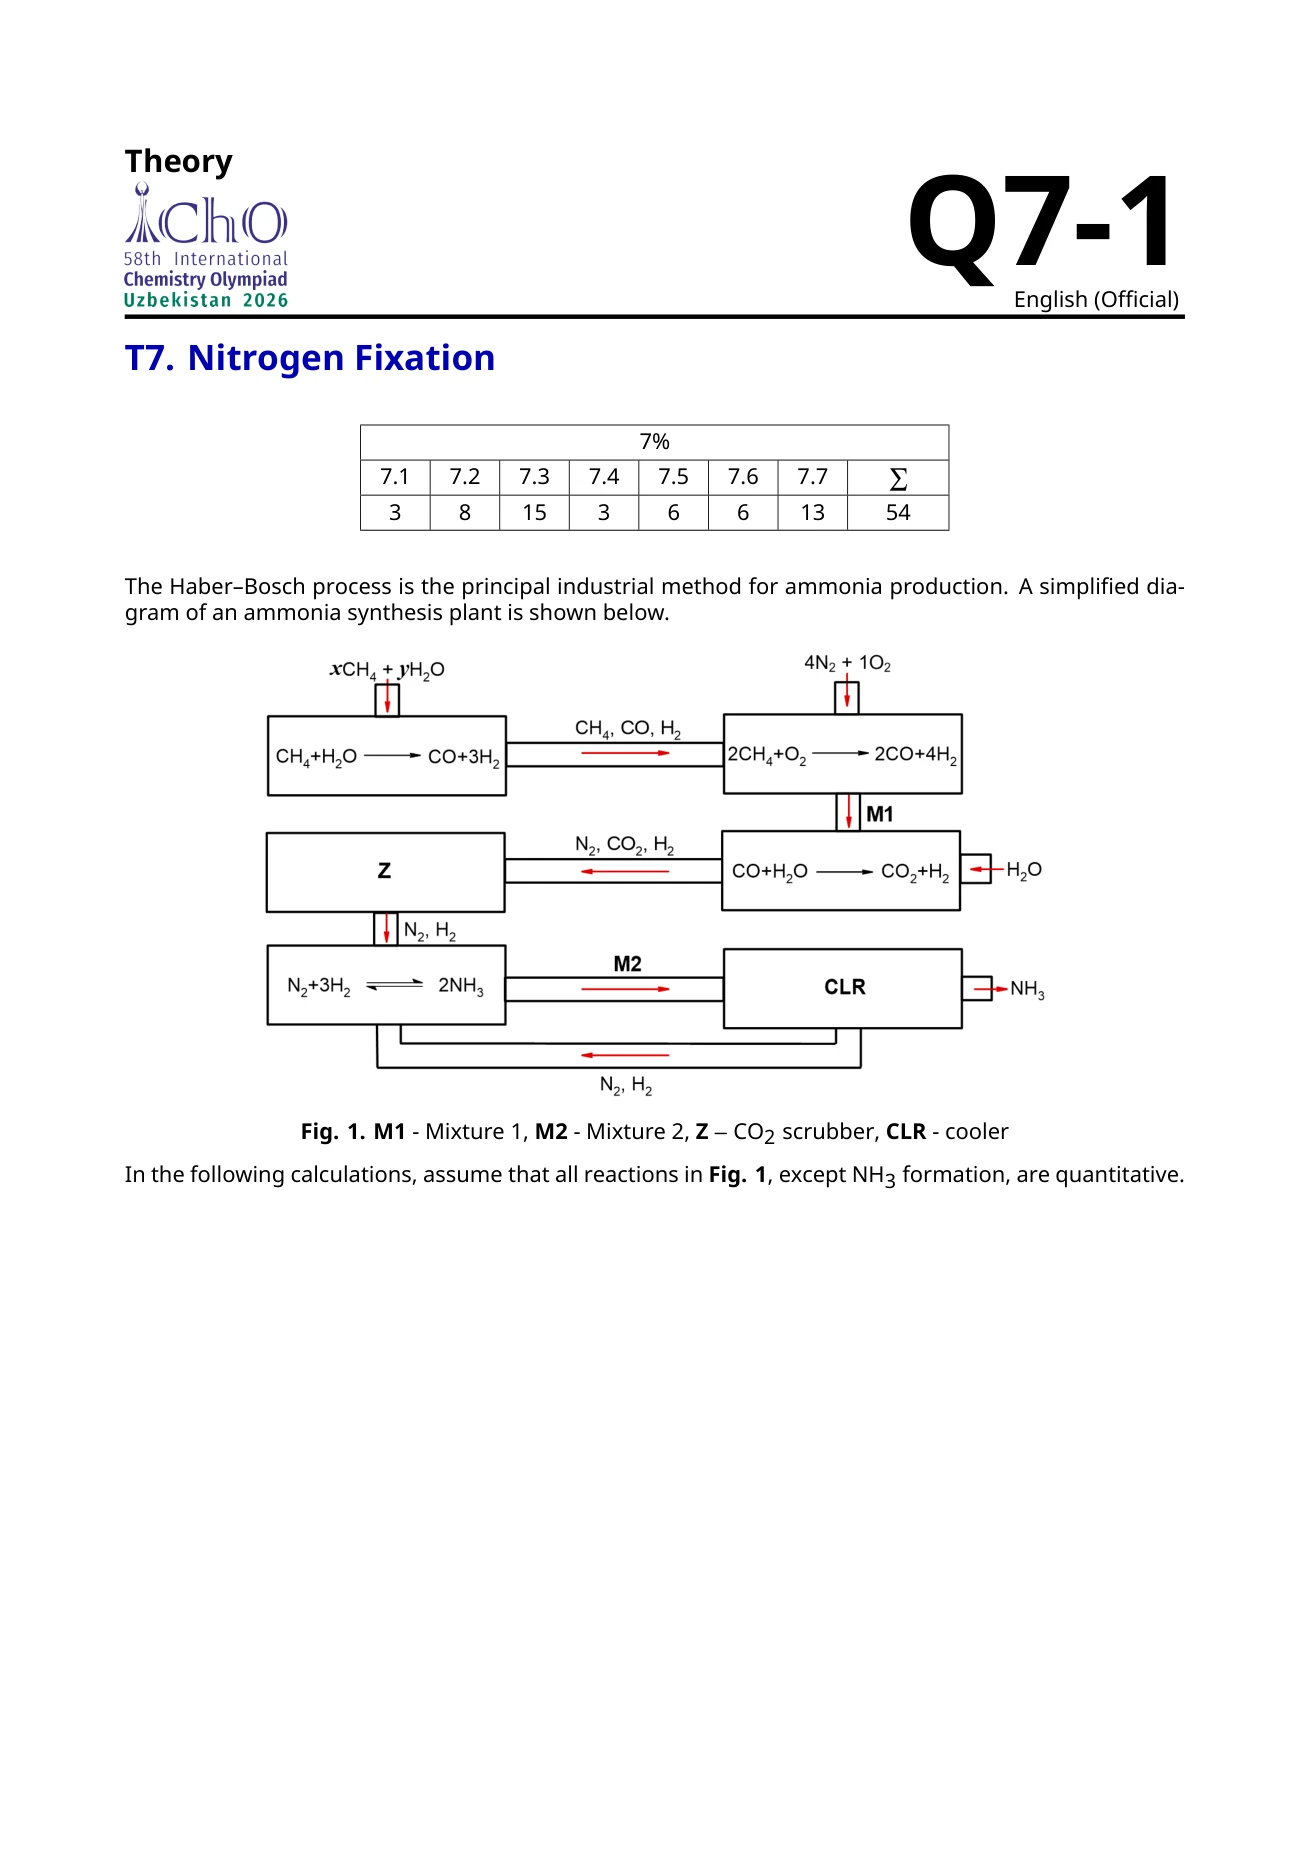 Theory
IChO
58th International
Chemistry Olympiad
Uzbekistan 2026
Q7-1
English (Official)
T7. Nitrogen Fixation
7%
7.1 7.2 7.3 7.4 7.5 7.6 7.7 ∑
3 8 15 3 6 6 13 54
The Haber–Bosch process is the principal industrial method for ammonia production. A simplified dia-
gram of an ammonia synthesis plant is shown below.
xCH₄ + yH₂O
4N₂ + 1O₂
CH₄+H₂O ⟶ CO+3H₂
CH₄, CO, H₂
2CH₄+O₂ ⟶ 2CO+4H₂
M1
Z
N₂, CO₂, H₂
CO+H₂O ⟶ CO₂+H₂
H₂O
N₂, H₂
N₂+3H₂ ⇌ 2NH₃
M2
CLR
NH₃
N₂, H₂
Fig. 1. M1 - Mixture 1, M2 - Mixture 2, Z – CO₂ scrubber, CLR - cooler
In the following calculations, assume that all reactions in Fig. 1, except NH₃ formation, are quantitative.